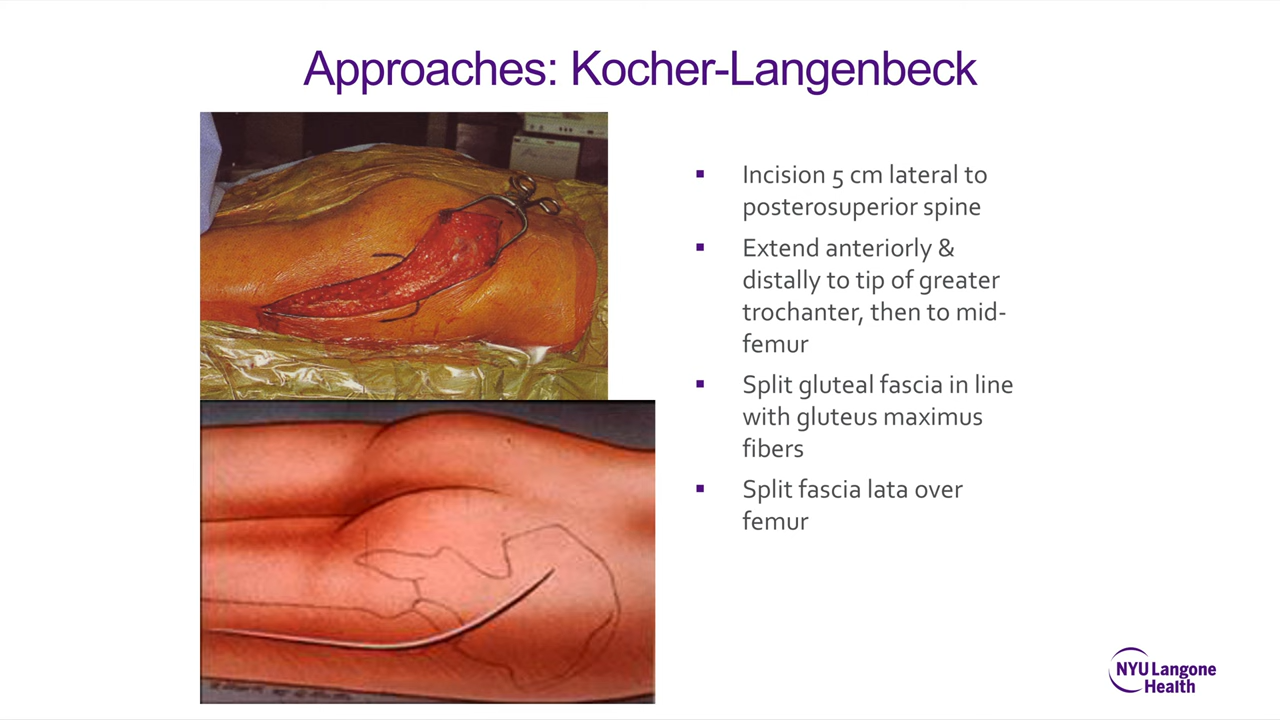 Approaches: Kocher-Langenbeck
▪ Incision 5 cm lateral to
posterosuperior spine
▪ Extend anteriorly &
distally to tip of greater
trochanter, then to mid-
femur
▪ Split gluteal fascia in line
with gluteus maximus
fibers
▪ Split fascia lata over
femur
NYU Langone
Health